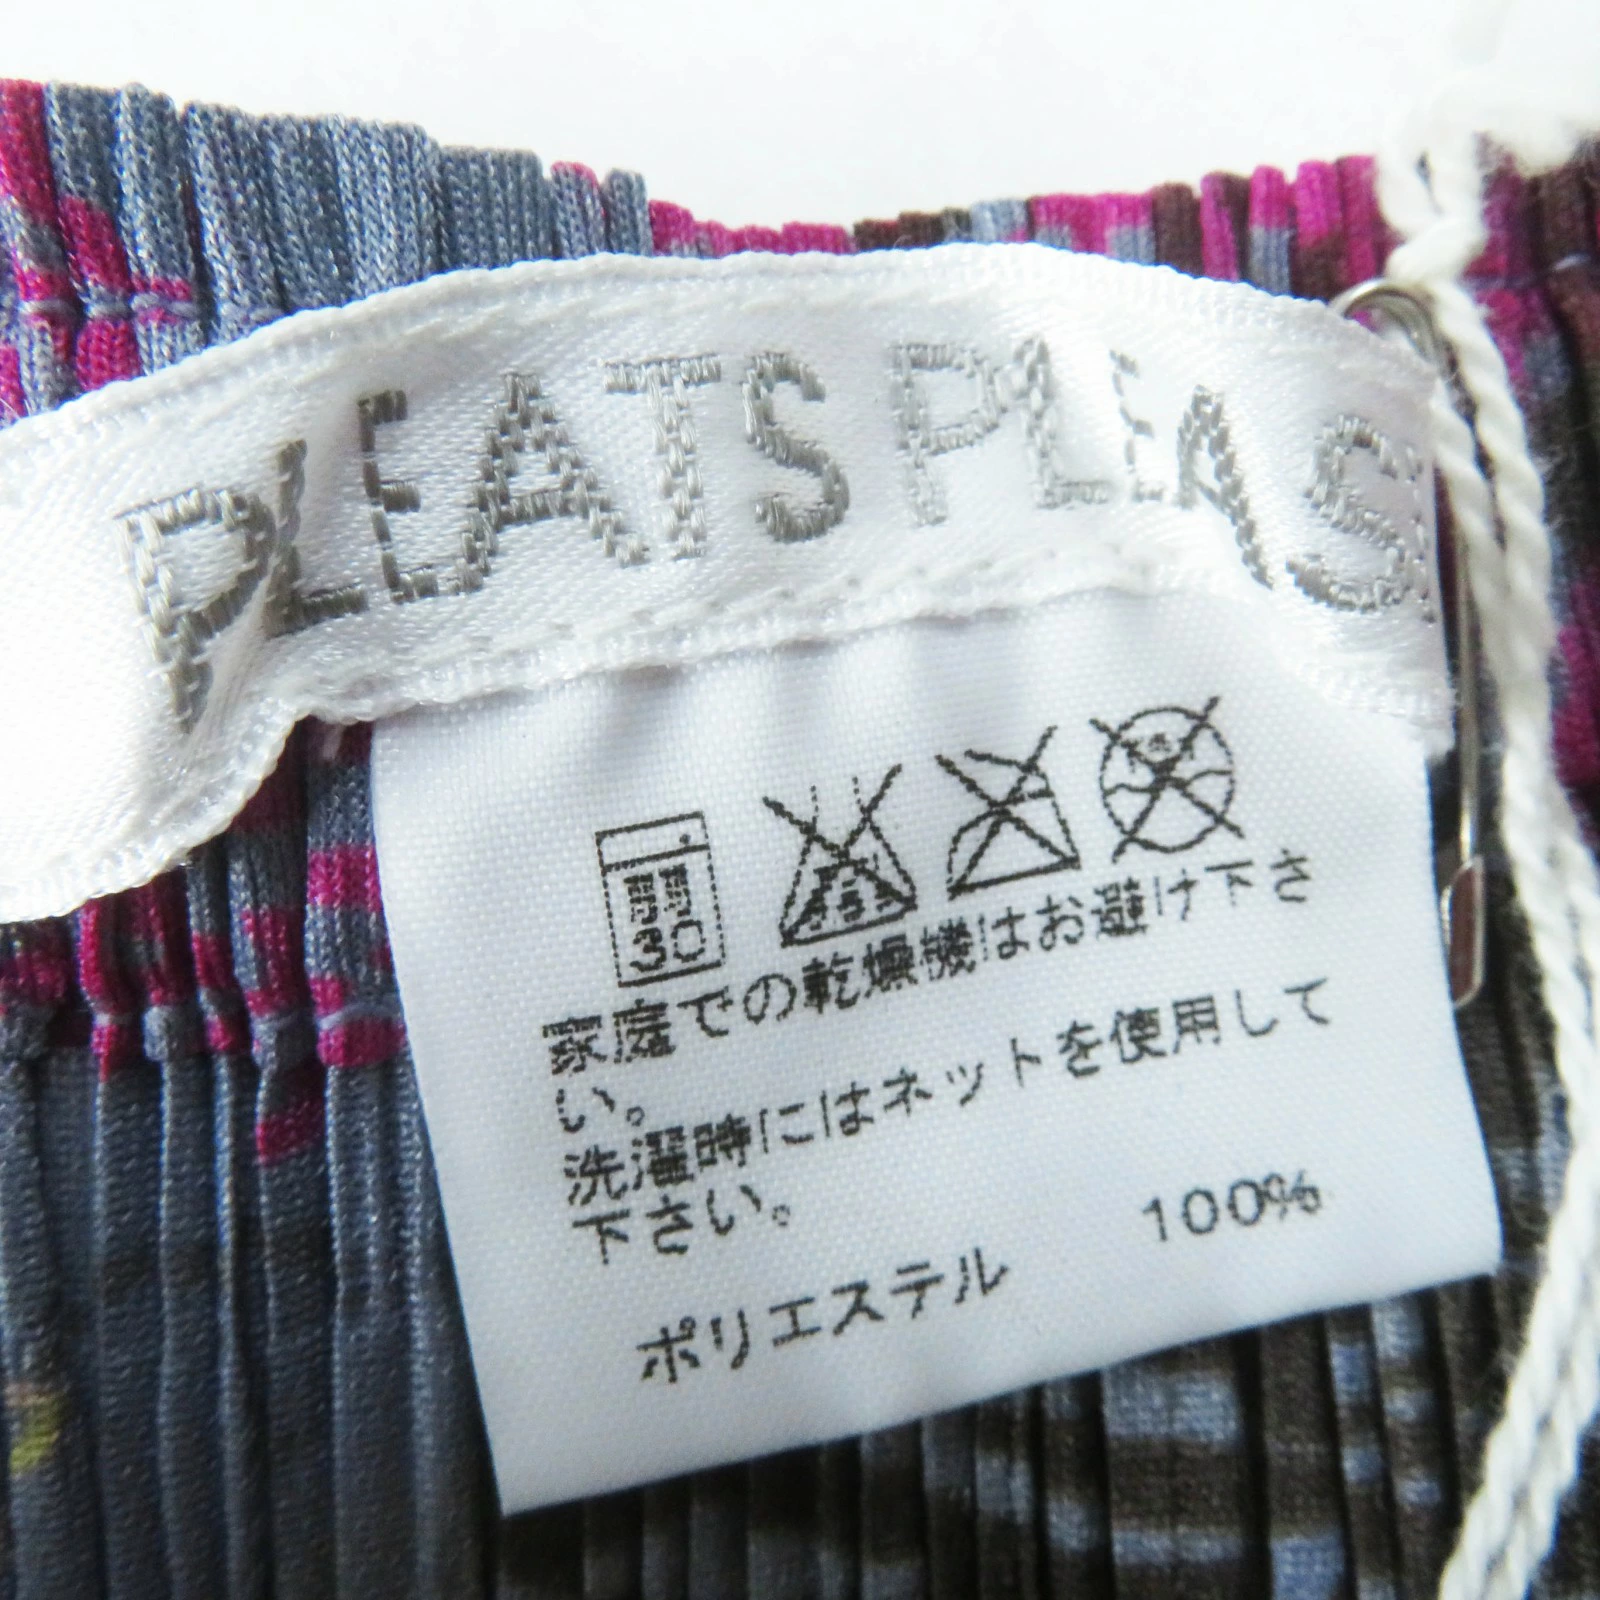 PLEATS PLEAS
弱
30
家庭での乾燥機はお避け下さ
い。
洗濯時にはネットを使用して
下さい。
ポリエステル 100%